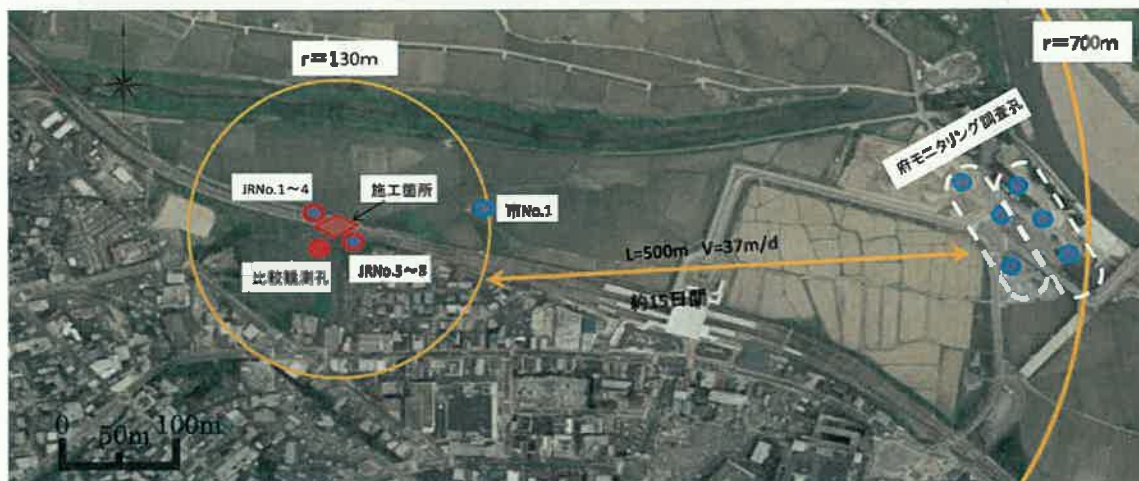 r=130m
r=700m
府モニタリング調査孔
JRNo.1～4
施工箇所
市No.1
比較観測孔
JRNo.5～8
L=500m V=37m/d
約15日間
0 50m 100m